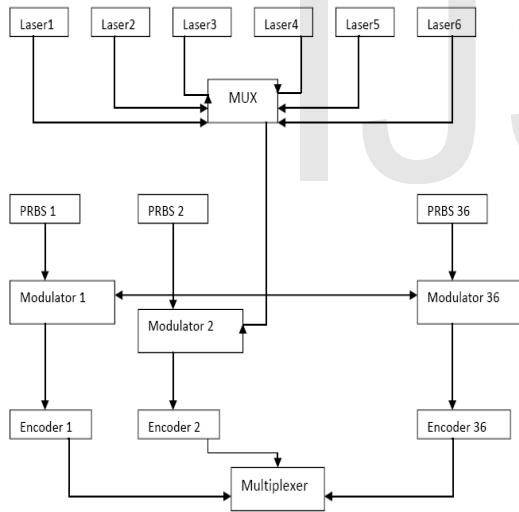 Laser1 Laser2 Laser3 Laser4 Laser5 Laser6
MUX
PRBS 1 PRBS 2 PRBS 36
Modulator 1 Modulator 36
Modulator 2
Encoder 1 Encoder 2 Encoder 36
Multiplexer